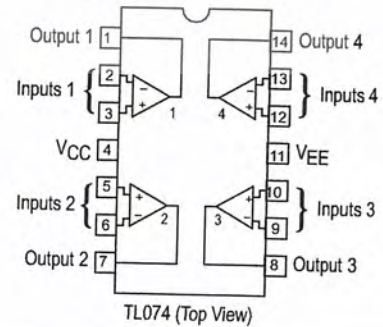 Output 1 1 14 Output 4
Inputs 1 { 2 − − 13 } Inputs 4
3 + 1 4 + 12
VCC 4 11 VEE
Inputs 2 { 5 + + 10 } Inputs 3
6 − 2 3 − 9
Output 2 7 8 Output 3
TL074 (Top View)